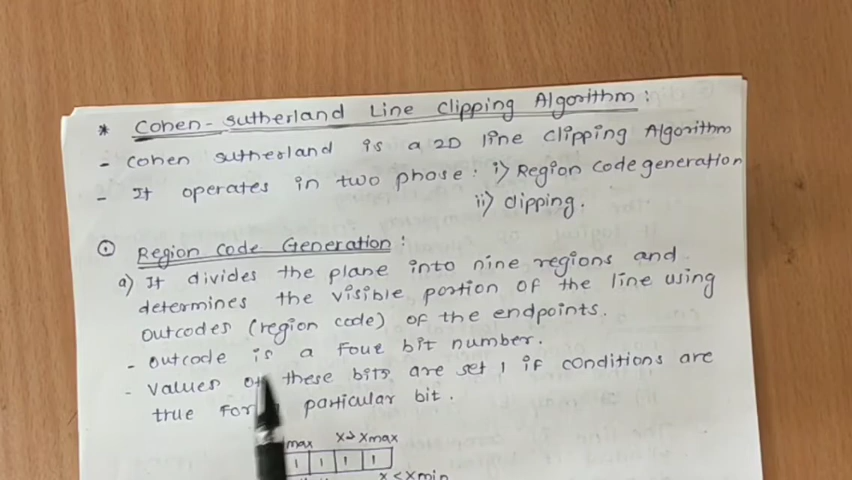 * Cohen-Sutherland Line Clipping Algorithm:
- Cohen Sutherland is a 2D line Clipping Algorithm
- It operates in two phase: i) Region code generation
ii) clipping.
① Region Code Generation:
a) It divides the plane into nine regions and
determines the visible portion of the line using
outcodes (region code) of the endpoints.
- outcode is a four bit number.
- values of these bits are set 1 if conditions are
true for particular bit.
max x>xmax
1 1 1 1
x<xmin